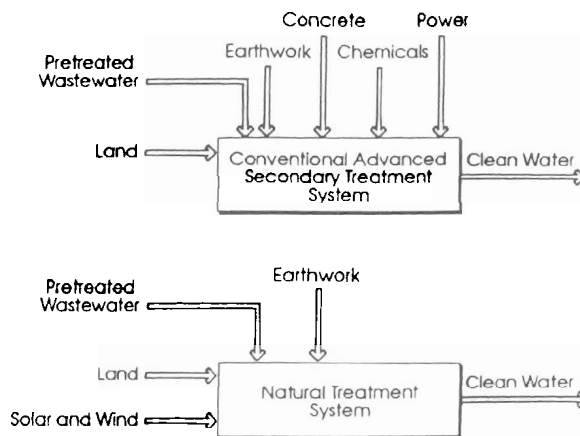 Concrete
Power
Earthwork
Chemicals
Pretreated
Wastewater
Land
Conventional Advanced
Secondary Treatment
System
Clean Water
Earthwork
Pretreated
Wastewater
Land
Natural Treatment
System
Clean Water
Solar and Wind